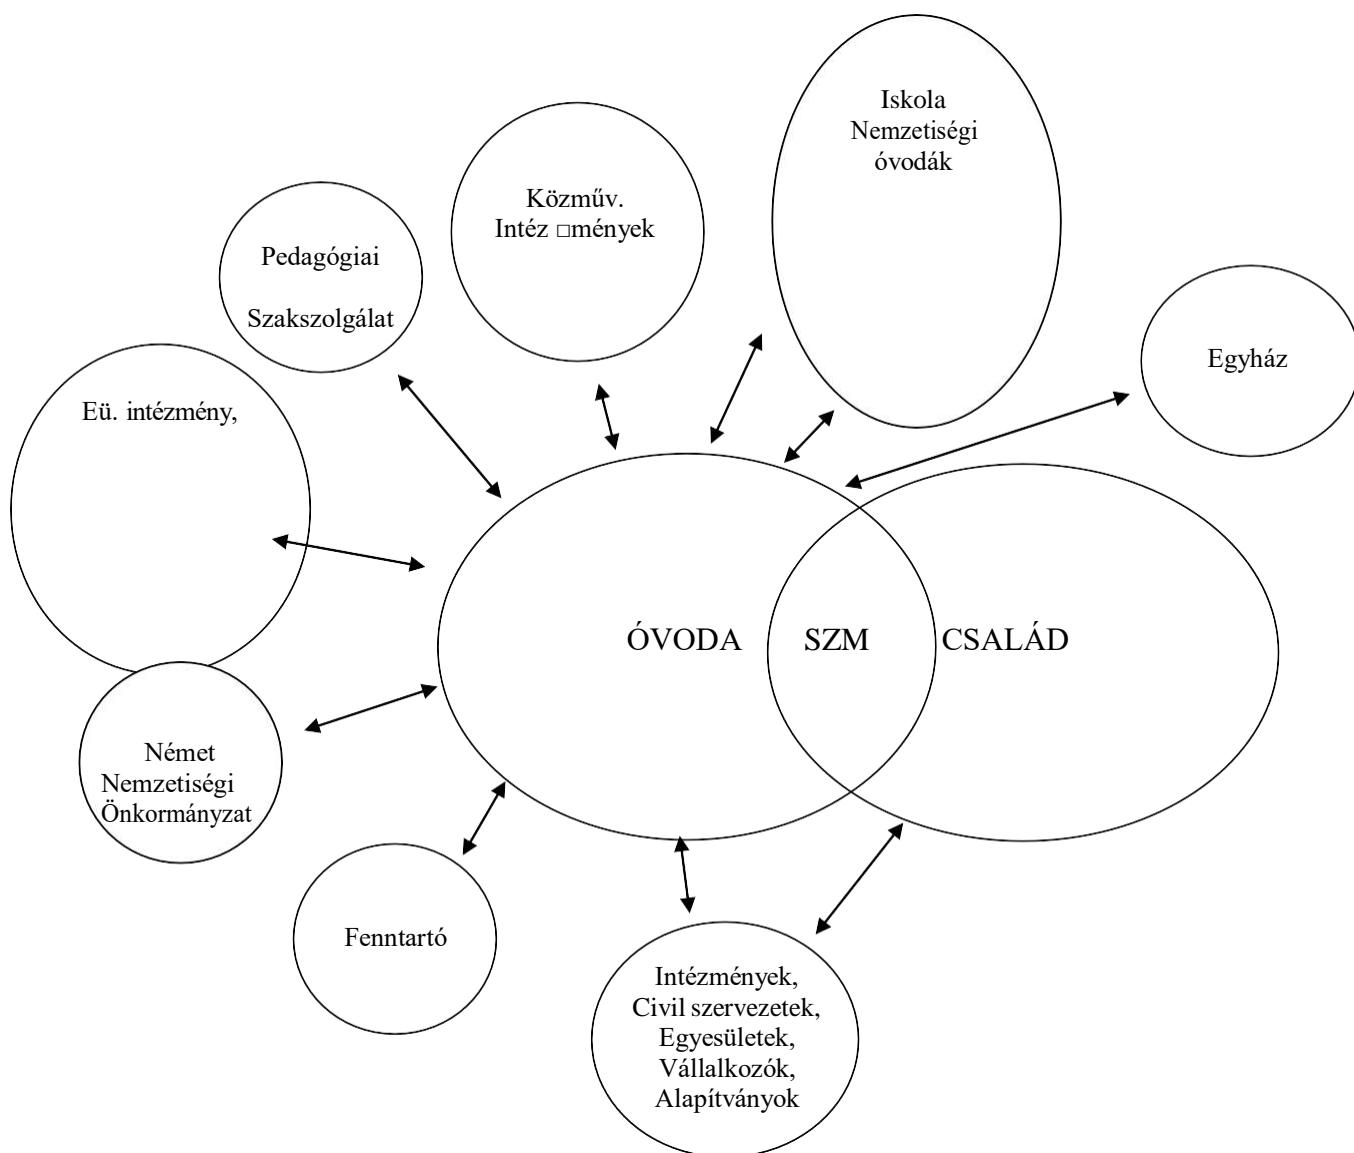 Iskola
Nemzetiségi
óvodák
Közműv.
Intéz □mények
Pedagógiai
Szakszolgálat
Egyház
Eü. intézmény,
ÓVODA
SZM
CSALÁD
Német
Nemzetiségi
Önkormányzat
Fenntartó
Intézmények,
Civil szervezetek,
Egyesületek,
Vállalkozók,
Alapítványok